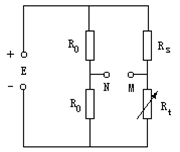 R₀ Rₛ
+
E N M
-
R₀ Rₜ